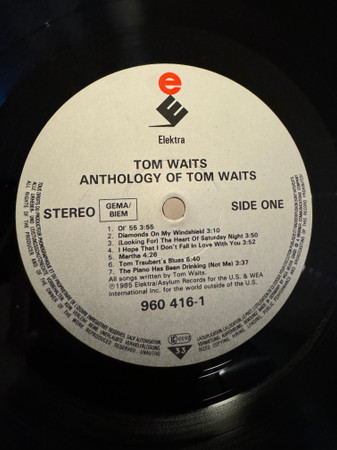 Elektra
TOM WAITS
ANTHOLOGY OF TOM WAITS
STEREO
GEMA/
BIEM
SIDE ONE
1. Ol' 55 3:55
2. Diamonds On My Windshield 3:10
3. (Looking For) The Heart Of Saturday Night 3:50
4. I Hope That I Don't Fall In Love With You 3:52
5. Martha 4:28
6. Tom Traubert's Blues 6:40
7. The Piano Has Been Drinking (Not Me) 3:37
All songs written by Tom Waits.
℗ 1985 Elektra/Asylum Records for the U.S. & WEA
International Inc. for the world outside of the U.S.
960 416-1
33